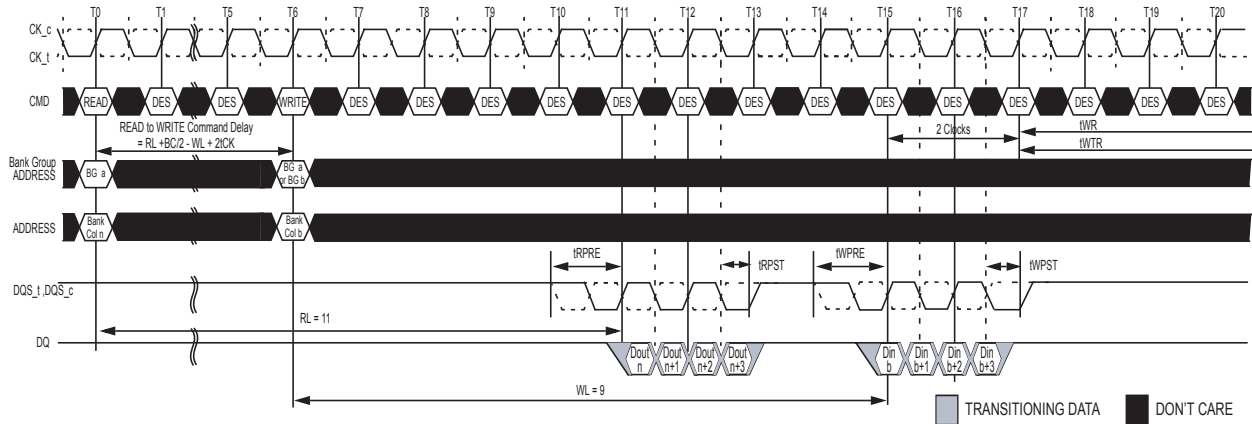 T0 T1 T5 T6 T7 T8 T9 T10 T11 T12 T13 T14 T15 T16 T17 T18 T19 T20
CK_c
CK_t
CMD READ DES DES WRITE DES DES DES DES DES DES DES DES DES DES DES DES DES DES
READ to WRITE Command Delay
= RL +BC/2 - WL + 2tCK
2 Clocks
tWR
tWTR
Bank Group
ADDRESS
BG a
BG a
or BG b
ADDRESS
Bank
Col n
Bank
Col b
tRPRE
tRPST
tWPRE
tWPST
DQS_t ,DQS_c
RL = 11
DQ
Dout
n
Dout
n+1
Dout
n+2
Dout
n+3
Din
b
Din
b+1
Din
b+2
Din
b+3
WL = 9
TRANSITIONING DATA
DON'T CARE